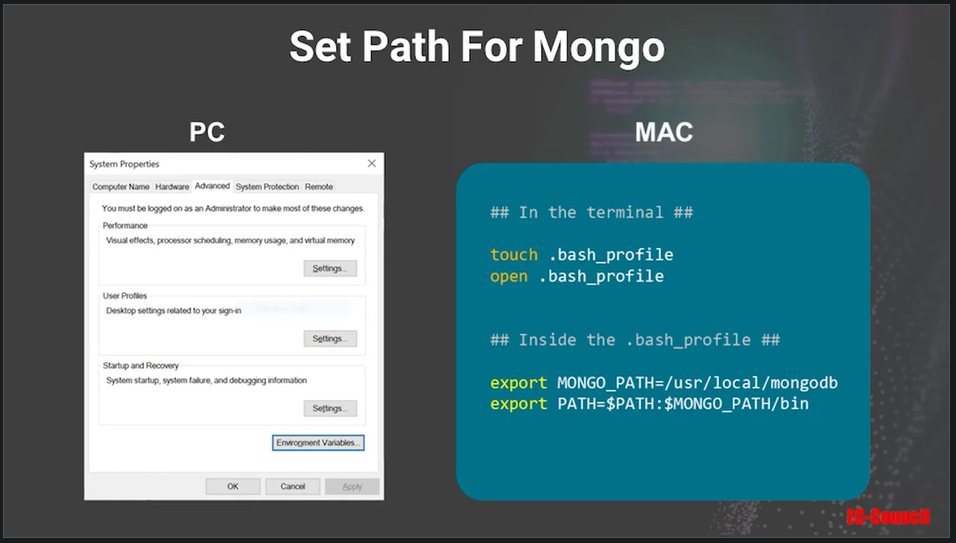 Set Path For Mongo
PC
System Properties
Computer Name Hardware Advanced System Protection Remote
You must be logged on as an Administrator to make most of these changes.
Performance
Visual effects, processor scheduling, memory usage, and virtual memory
Settings...
User Profiles
Desktop settings related to your sign-in
Settings...
Startup and Recovery
System startup, system failure, and debugging information
Settings...
Environment Variables...
OK Cancel Apply
MAC
## In the terminal ##
touch .bash_profile
open .bash_profile
## Inside the .bash_profile ##
export MONGO_PATH=/usr/local/mongodb
export PATH=$PATH:$MONGO_PATH/bin
EC-Council